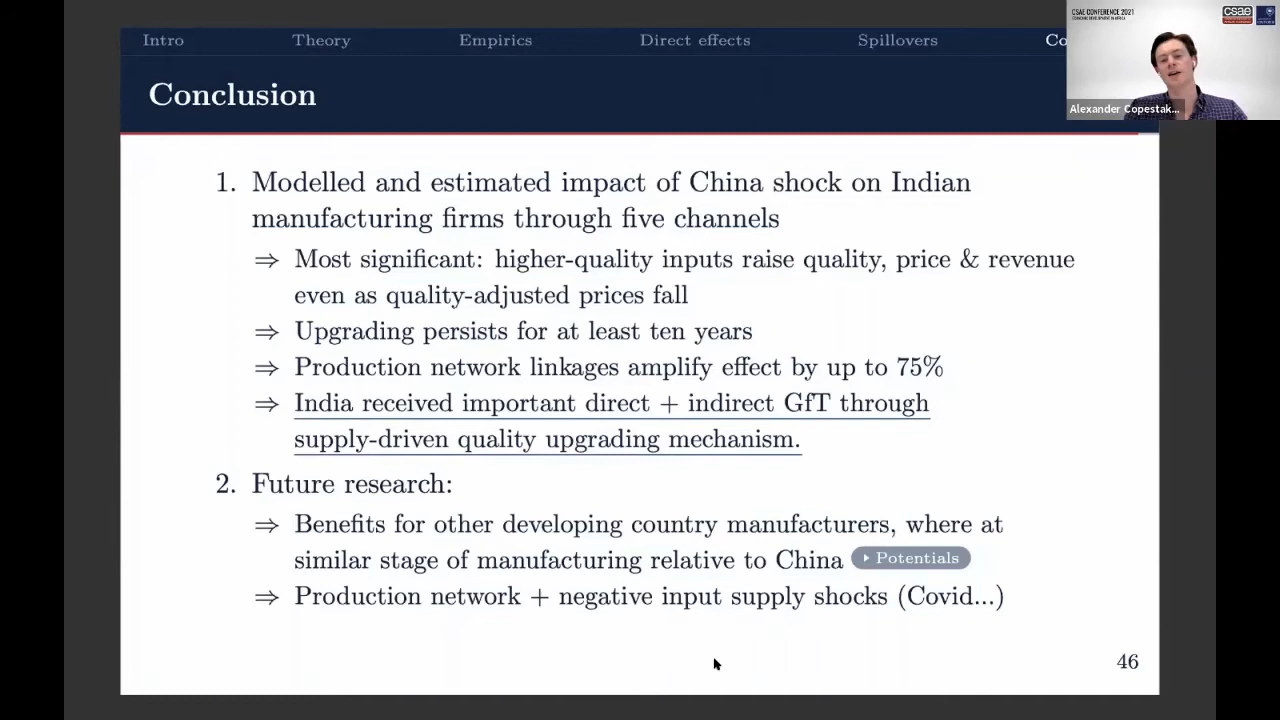 Intro Theory Empirics Direct effects Spillovers Co
Conclusion
CSAE CONFERENCE 2021
ECONOMIC DEVELOPMENT IN AFRICA
csae
Alexander Copestak...
1. Modelled and estimated impact of China shock on Indian
manufacturing firms through five channels
⇒ Most significant: higher-quality inputs raise quality, price & revenue
even as quality-adjusted prices fall
⇒ Upgrading persists for at least ten years
⇒ Production network linkages amplify effect by up to 75%
⇒ India received important direct + indirect GfT through
supply-driven quality upgrading mechanism.
2. Future research:
⇒ Benefits for other developing country manufacturers, where at
similar stage of manufacturing relative to China Potentials
⇒ Production network + negative input supply shocks (Covid...)
46